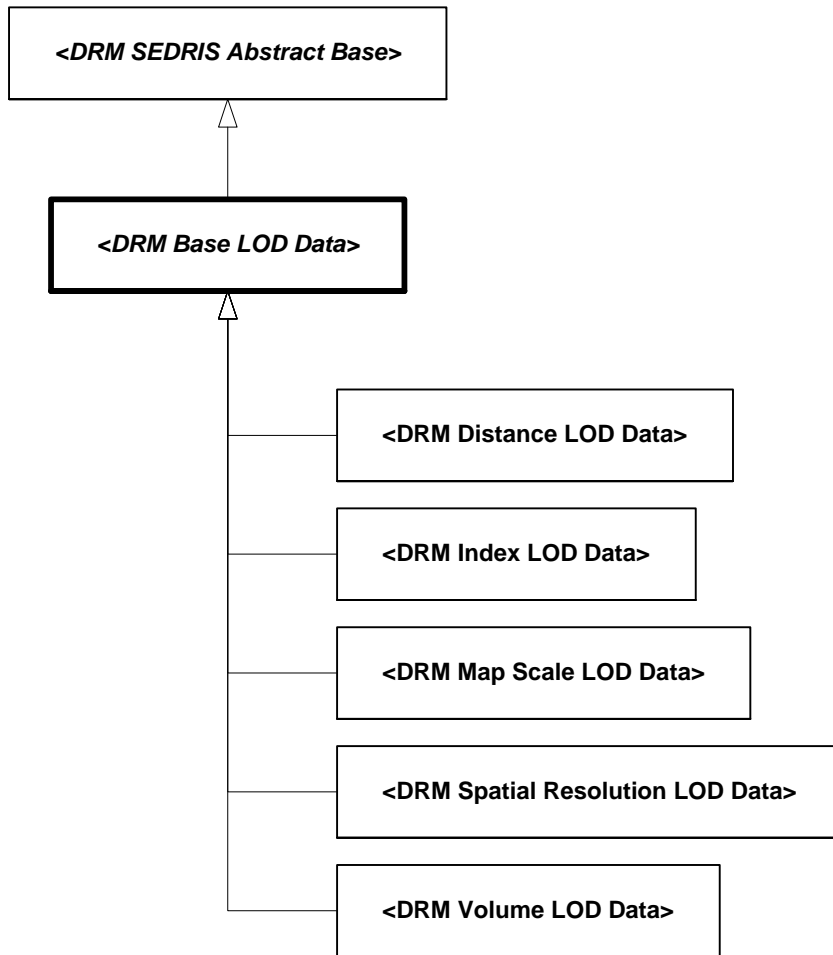 <DRM SEDRIS Abstract Base>
<DRM Base LOD Data>
<DRM Distance LOD Data>
<DRM Index LOD Data>
<DRM Map Scale LOD Data>
<DRM Spatial Resolution LOD Data>
<DRM Volume LOD Data>